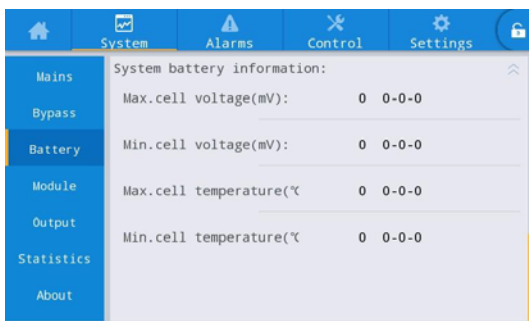 System Alarms Control Settings
Mains
Bypass
Battery
Module
Output
Statistics
About
System battery information:
Max.cell voltage(mV): 0 0-0-0
Min.cell voltage(mV): 0 0-0-0
Max.cell temperature(℃ 0 0-0-0
Min.cell temperature(℃ 0 0-0-0